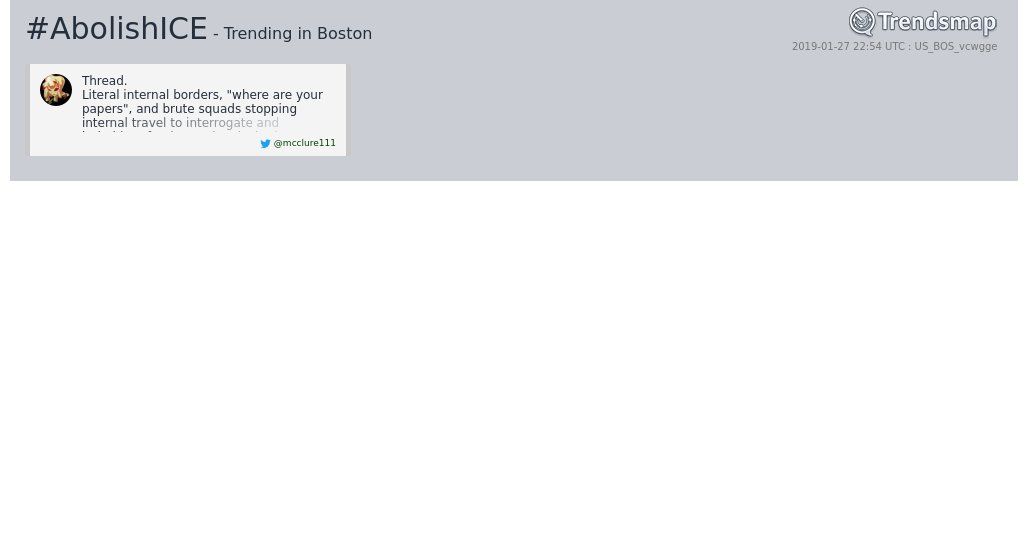 #AbolishICE - Trending in Boston
Trendsmap
2019-01-27 22:54 UTC : US_BOS_vcwgge
Thread.
Literal internal borders, "where are your
papers", and brute squads stopping
internal travel to interrogate and
@mcclure111